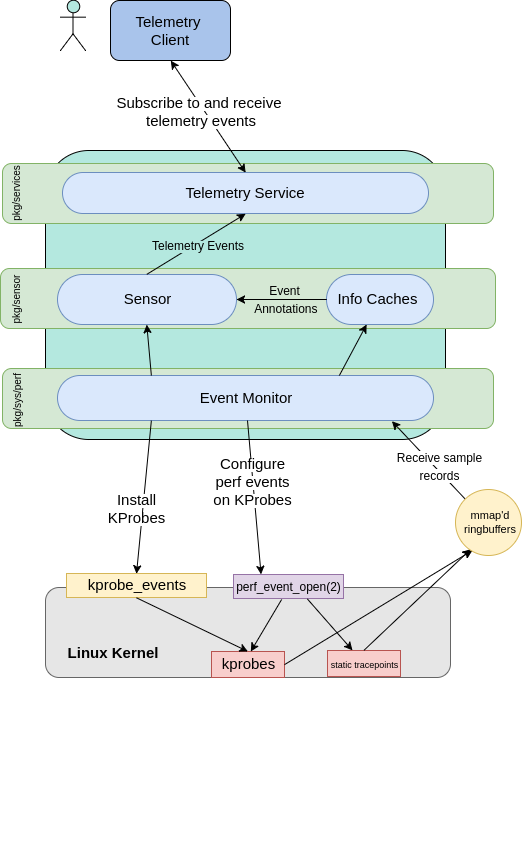 Telemetry
Client
Subscribe to and receive
telemetry events
pkg/services
Telemetry Service
Telemetry Events
pkg/sensor
Sensor
Event
Annotations
Info Caches
pkg/sys/perf
Event Monitor
Receive sample
records
Configure
perf events
on KProbes
Install
KProbes
mmap'd
ringbuffers
kprobe_events
perf_event_open(2)
Linux Kernel
kprobes
static tracepoints